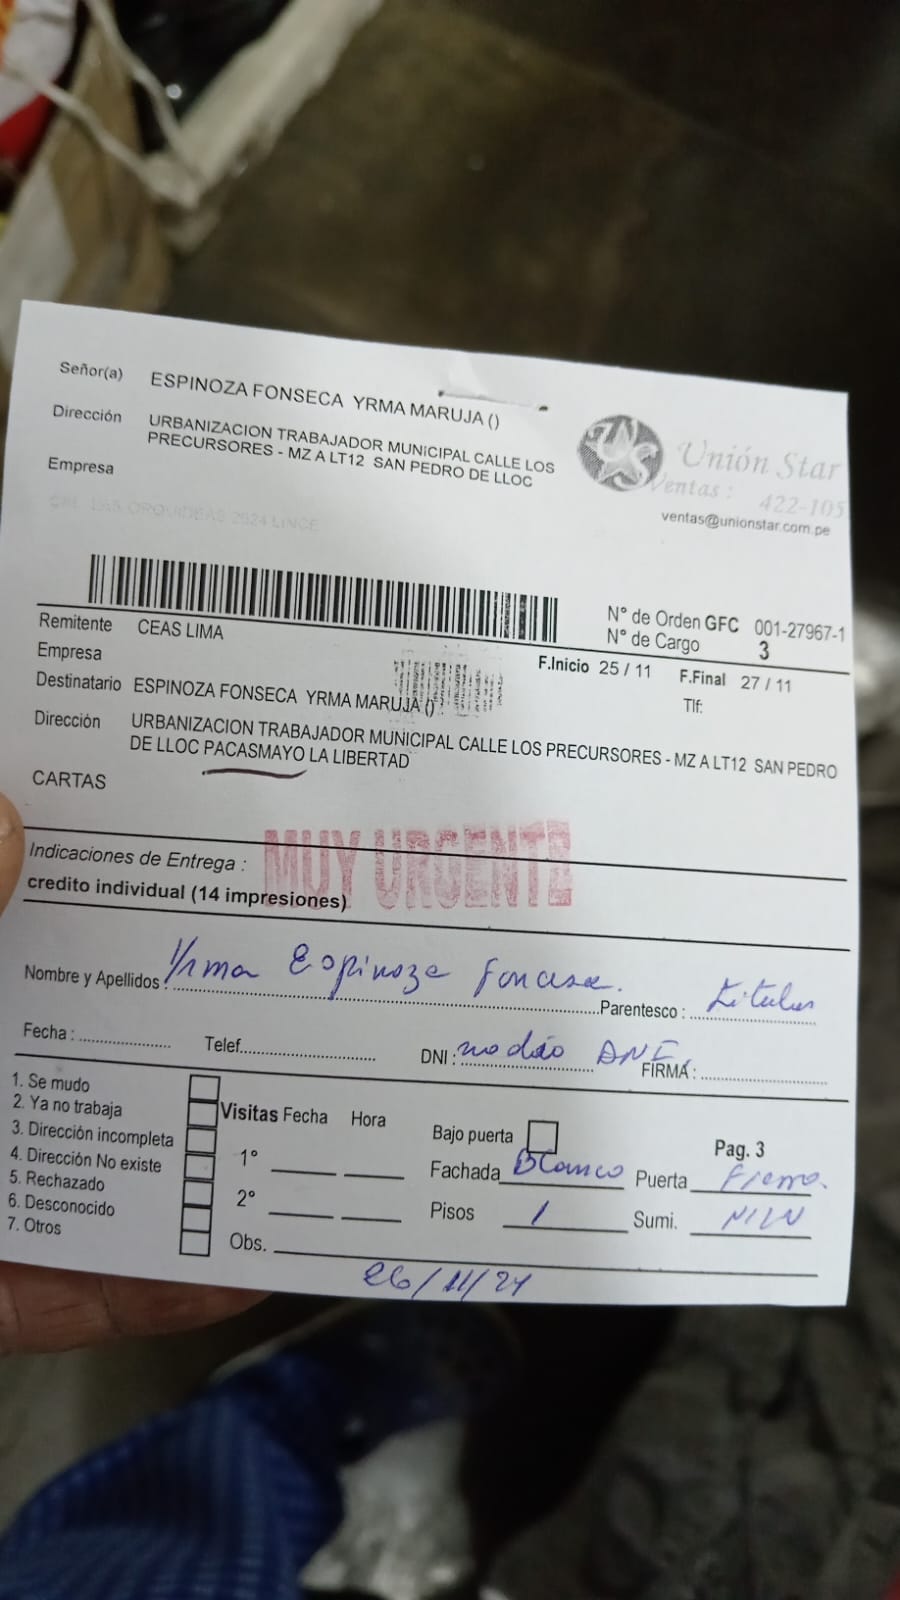 Señor(a) ESPINOZA FONSECA YRMA MARUJA ()
Dirección URBANIZACION TRABAJADOR MUNICIPAL CALLE LOS
PRECURSORES - MZ A LT12 SAN PEDRO DE LLOC
Empresa
CAL LAS ORQUIDEAS 2624 LINCE
Unión Star
Ventas : 422-105
ventas@unionstar.com.pe
N° de Orden GFC 001-27967-1
N° de Cargo 3
Remitente CEAS LIMA
F.Inicio 25 / 11 F.Final 27 / 11
Empresa
Tlf:
Destinatario ESPINOZA FONSECA YRMA MARUJA ()
Dirección URBANIZACION TRABAJADOR MUNICIPAL CALLE LOS PRECURSORES - MZ A LT12 SAN PEDRO
DE LLOC PACASMAYO LA LIBERTAD
CARTAS
MUY URGENTE
Indicaciones de Entrega :
credito individual (14 impresiones)
Nombre y Apellidos : Yrma Espinoza Fonseca. Parentesco : titular
Fecha : Telef. DNI : no dio DNI FIRMA :
1. Se mudo
2. Ya no trabaja
3. Dirección incompleta
4. Dirección No existe
5. Rechazado
6. Desconocido
7. Otros
Visitas Fecha Hora
1°
2°
Obs.
Bajo puerta Pag. 3
Fachada Blanco Puerta Fierro.
Pisos 1 Sumi.
26/11/24